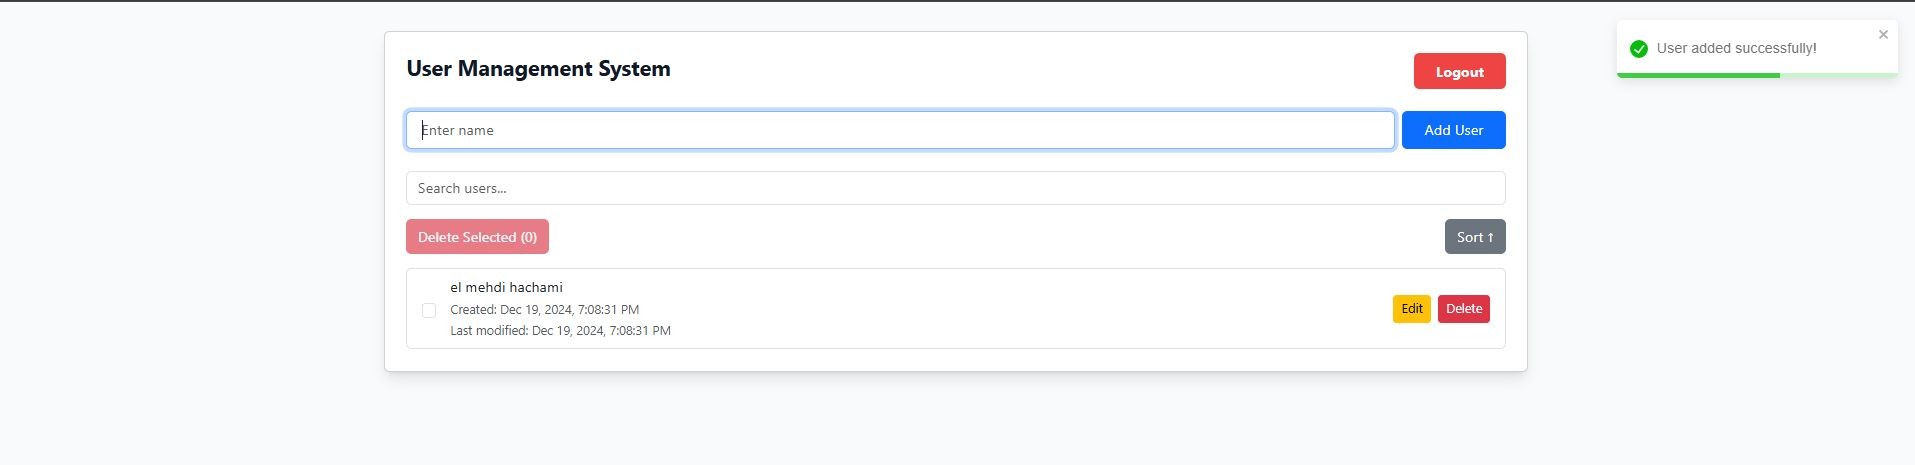 User added successfully!
User Management System
Logout
Enter name
Add User
Search users...
Delete Selected (0)
Sort ↑
el mehdi hachami
Created: Dec 19, 2024, 7:08:31 PM
Last modified: Dec 19, 2024, 7:08:31 PM
Edit
Delete